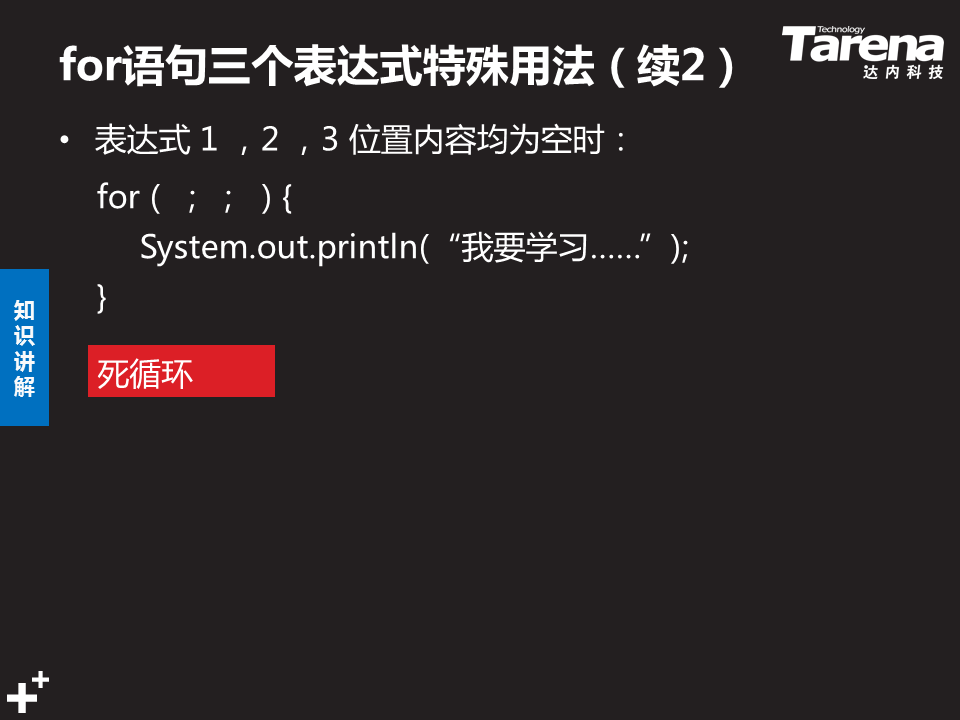 for语句三个表达式特殊用法（续2）
Technology
Tarena
达内科技
• 表达式 1 ，2 ，3 位置内容均为空时：
for（ ； ； ）{
System.out.println(“我要学习……”);
}
知识讲解
死循环